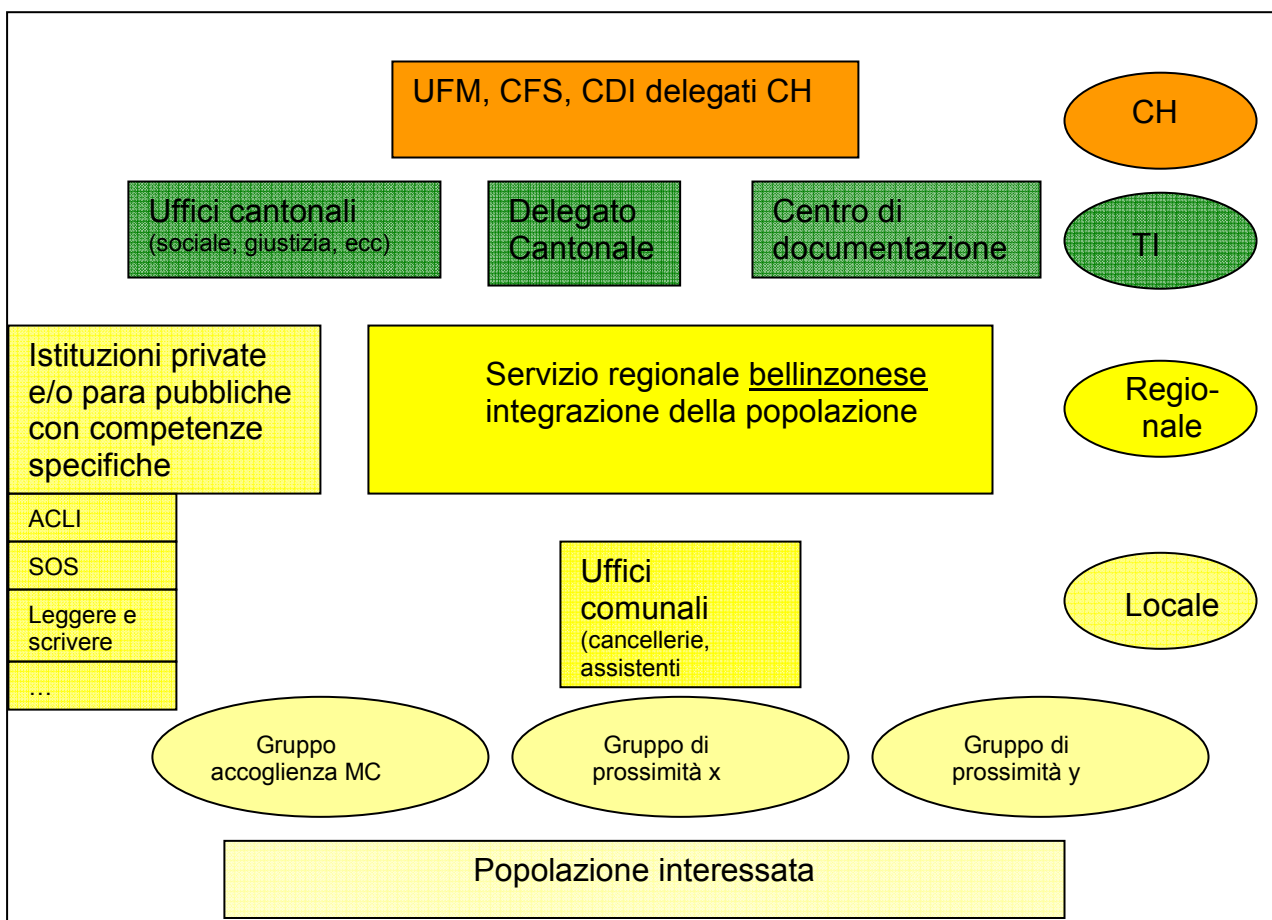 UFM, CFS, CDI delegati CH
CH
Uffici cantonali
(sociale, giustizia, ecc)
Delegato
Cantonale
Centro di
documentazione
TI
Istituzioni private
e/o para pubbliche
con competenze
specifiche
Servizio regionale bellinzonese
integrazione della popolazione
Regio-
nale
ACLI
SOS
Leggere e
scrivere
…
Uffici
comunali
(cancellerie,
assistenti
Locale
Gruppo
accoglienza MC
Gruppo di
prossimità x
Gruppo di
prossimità y
Popolazione interessata